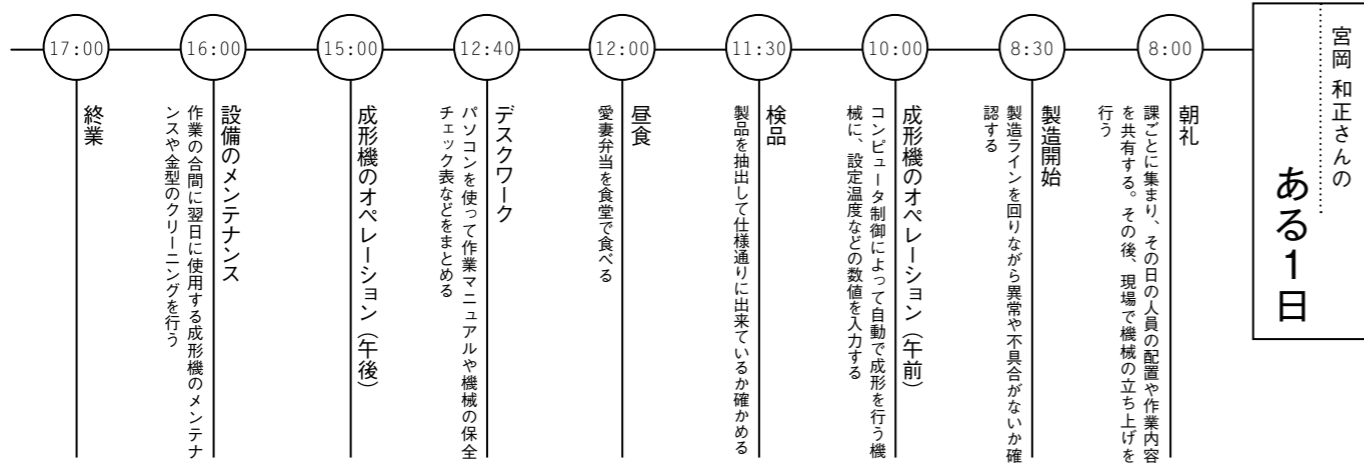 宮岡 和正さんの
ある1日
8:00
朝礼
課ごとに集まり、その日の人員の配置や作業内容
を共有する。その後、現場で機械の立ち上げを
行う
8:30
製造開始
製造ラインを回りながら異常や不具合がないか確
認する
10:00
成形機のオペレーション（午前）
コンピュータ制御によって自動で成形を行う機
械に、設定温度などの数値を入力する
11:30
検品
製品を抽出して仕様通りに出来ているか確かめる
12:00
昼食
愛妻弁当を食堂で食べる
12:40
デスクワーク
パソコンを使って作業マニュアルや機械の保全
チェック表などをまとめる
15:00
成形機のオペレーション（午後）
16:00
設備のメンテナンス
作業の合間に翌日に使用する成形機のメンテナ
ンスや金型のクリーニングを行う
17:00
終業